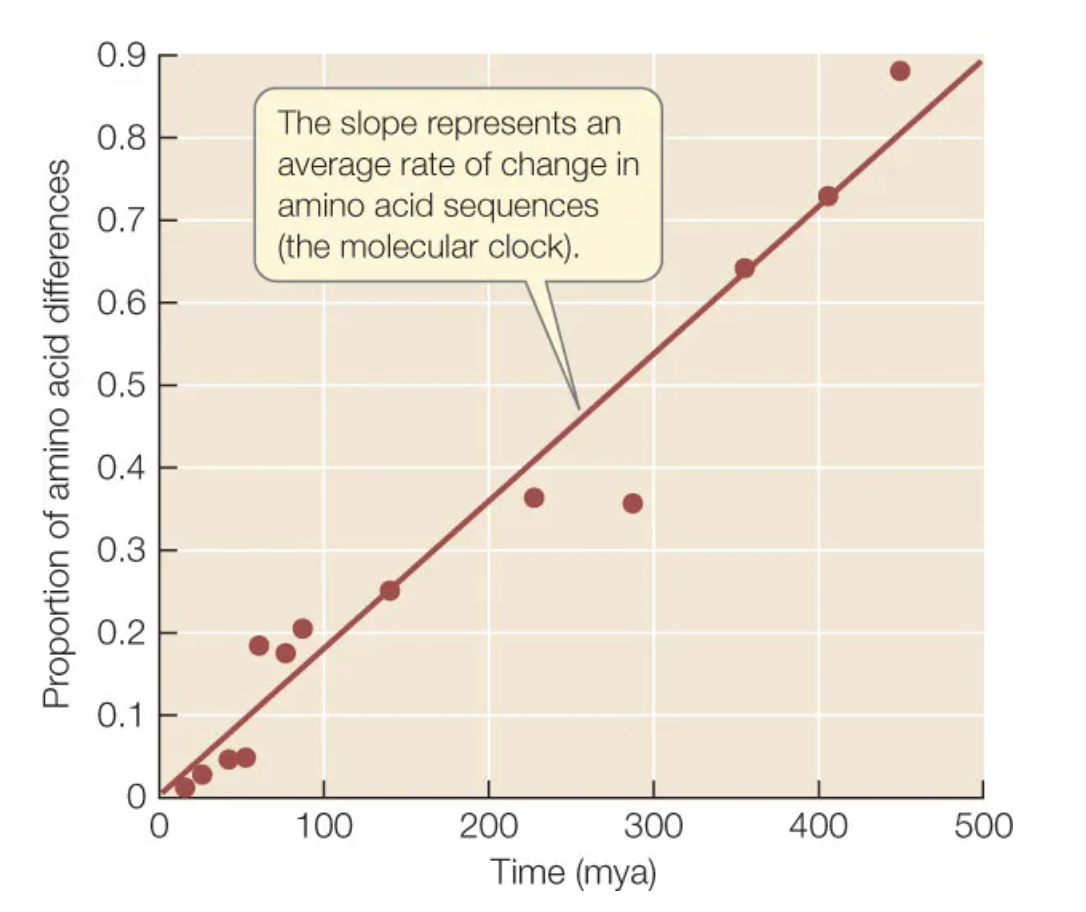 0.9
0.8
0.7
0.6
0.5
0.4
0.3
0.2
0.1
0
Proportion of amino acid differences
The slope represents an
average rate of change in
amino acid sequences
(the molecular clock).
0 100 200 300 400 500
Time (mya)